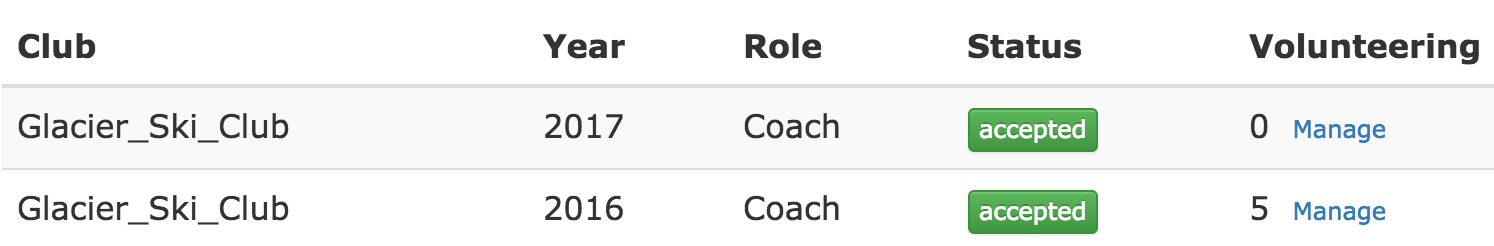 Club Year Role Status Volunteering
Glacier_Ski_Club 2017 Coach accepted 0 Manage
Glacier_Ski_Club 2016 Coach accepted 5 Manage